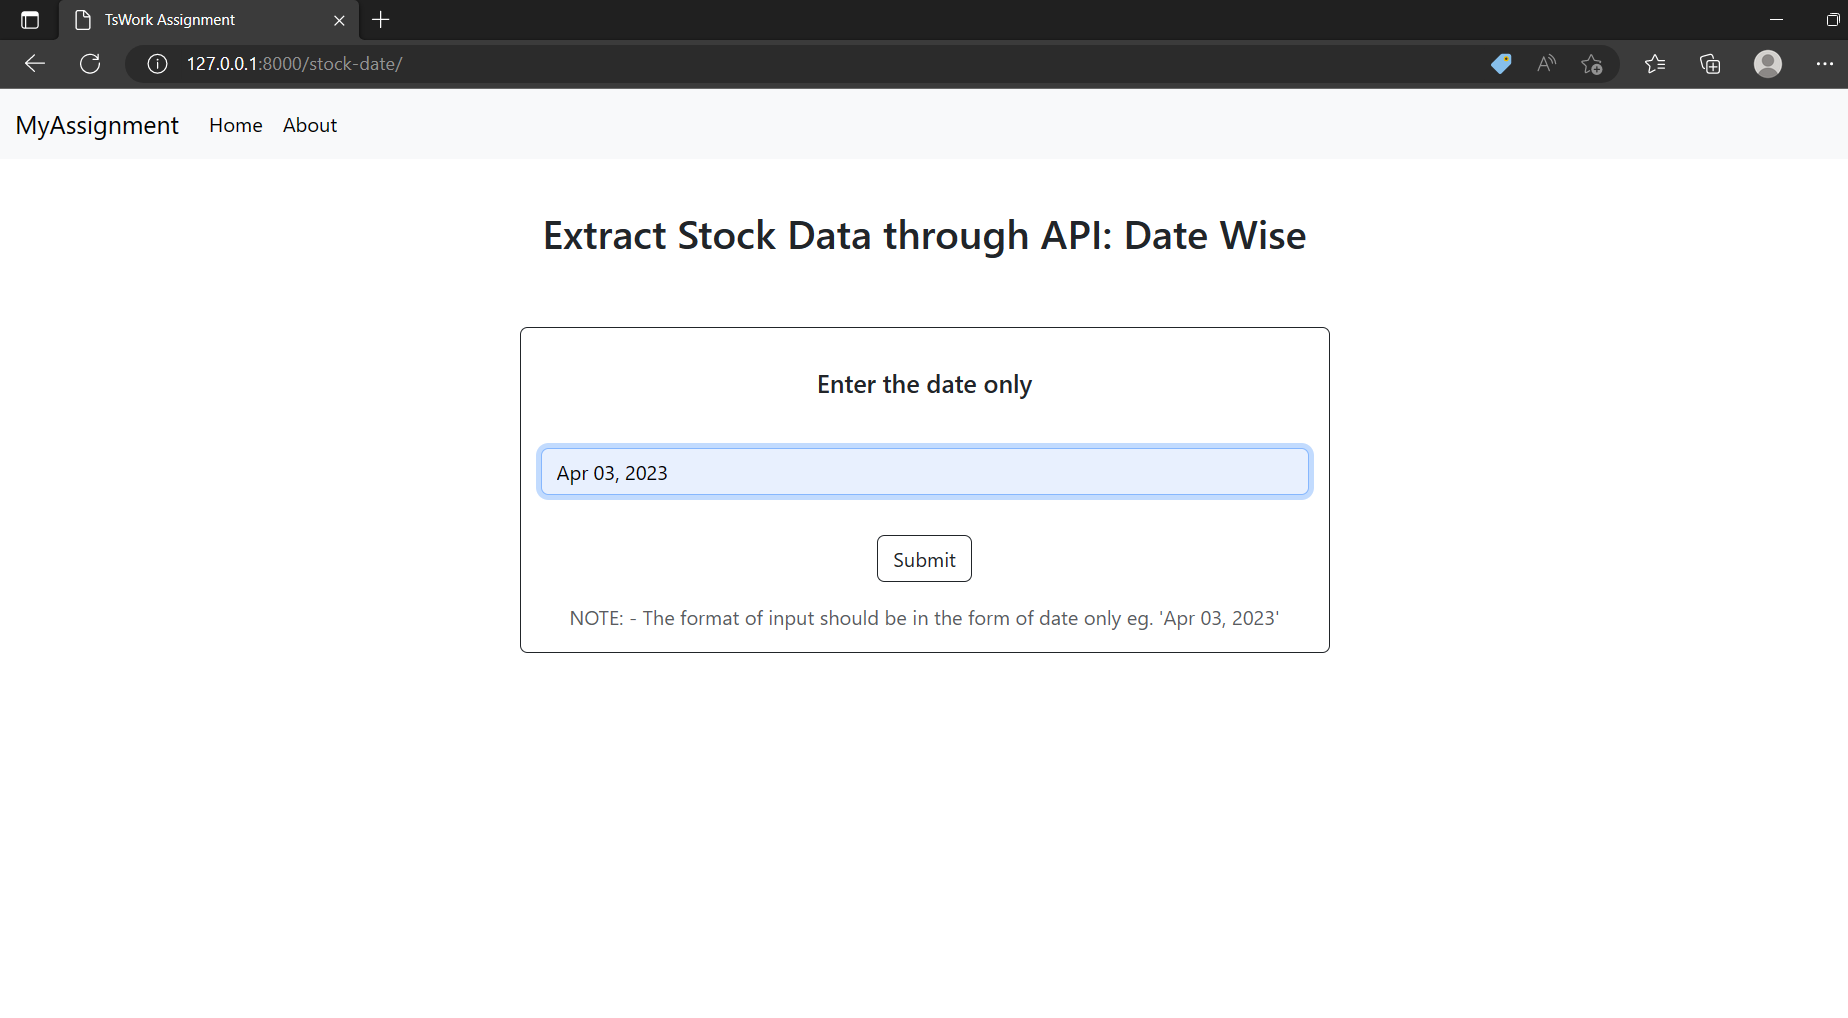 TsWork Assignment
127.0.0.1:8000/stock-date/
MyAssignment Home About
Extract Stock Data through API: Date Wise
Enter the date only
Apr 03, 2023
Submit
NOTE: - The format of input should be in the form of date only eg. 'Apr 03, 2023'